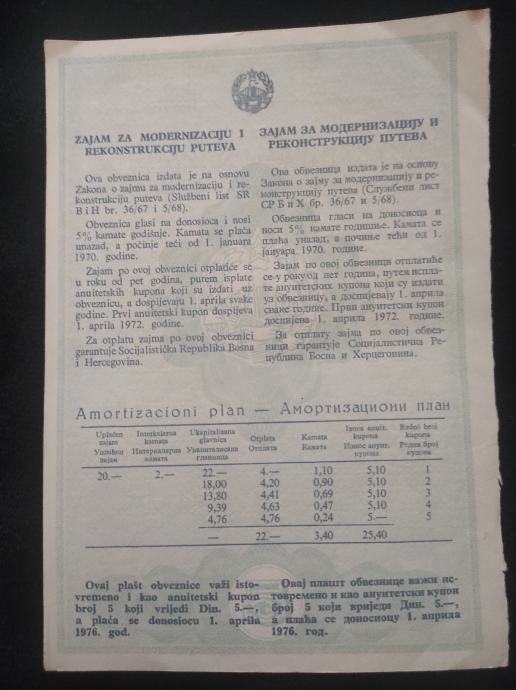 ZAJAM ZA MODERNIZACIJU I
REKONSTRUKCIJU PUTEVA
Ova obveznica izdata je na osnovu
Zakona o zajmu za modernizaciju i re-
konstrukciju puteva (Službeni list SR
B i H br. 36/67 i 5/68).
Obveznica glasi na donosioca i nosi
5% kamate godišnje. Kamata se plaća
unazad, a počinje teći od 1. januara
1970. godine.
Zajam po ovoj obveznici otplatiće se
u roku od pet godina, putem isplate
anuitetskih kupona koji su izdati uz
obveznicu, a dospijevaju 1. aprila svake
godine. Prvi anuitetski kupon dospijeva
1. aprila 1972. godine.
Za otplatu zajma po ovoj obveznici
garantuje Socijalistička Republika Bosna
i Hercegovina.
ЗАЈАМ ЗА МОДЕРНИЗАЦИЈУ И
РЕКОНСТРУКЦИЈУ ПУТЕВА
Ова обвезница издата је на основу
Закона о зајму за модернизацију и ре-
конструкцију путева (Службени лист
СР Б и Х бр. 36/67 и 5/68).
Обвезница гласи на доносиоца и
носи 5% камате годишње. Камата се
плаћа уназад, а почиње тећи од 1.
јануара 1970. године.
Зајам по овој обвезници отплатиће
се у року од пет година, путем испла-
те ануитетских купона који су издати
уз обвезницу, а доспијевају 1. априла
сваке године. Први ануитетски купон
доспијева 1. априла 1972. године.
За отплату зајма по овој обвез-
ници гарантује Социјалистичка Ре-
публика Босна и Херцеговина.
Amortizacioni plan — Амортизациони план
Uplaćen zajam Interkalarna kamata Ukapitalisana glavnica Otplata Kamata Iznos anuit. kupona Redni broj kupona
Уплаћен зајам Интеркаларна камата Укапиталисана главница Отплата Камата Износ ануит. купона Редни број купона
20.— 2.— 22.— 4.— 1,10 5,10 1
18,00 4,20 0,90 5,10 2
13,80 4,41 0,69 5,10 3
9,39 4,63 0,47 5,10 4
4,76 4,76 0,24 5.— 5
— 22.— 3,40 25,40
Ovaj plašt obveznice važi isto-
vremeno i kao anuitetski kupon
broj 5 koji vrijedi Din. 5.—,
a plaća se donosiocu 1. aprila
1976. god.
Овај плашт обвезнице важи ис-
товремено и као ануитетски купон
број 5 који вриједи Дин. 5.—,
а плаћа се доносиоцу 1. априла
1976. год.